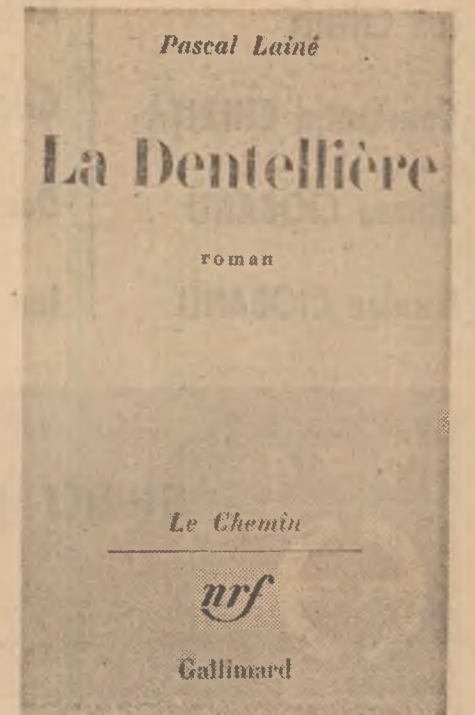 Pascal Lainé
La Dentellière
roman
Le Chemin
nrf
Gallimard